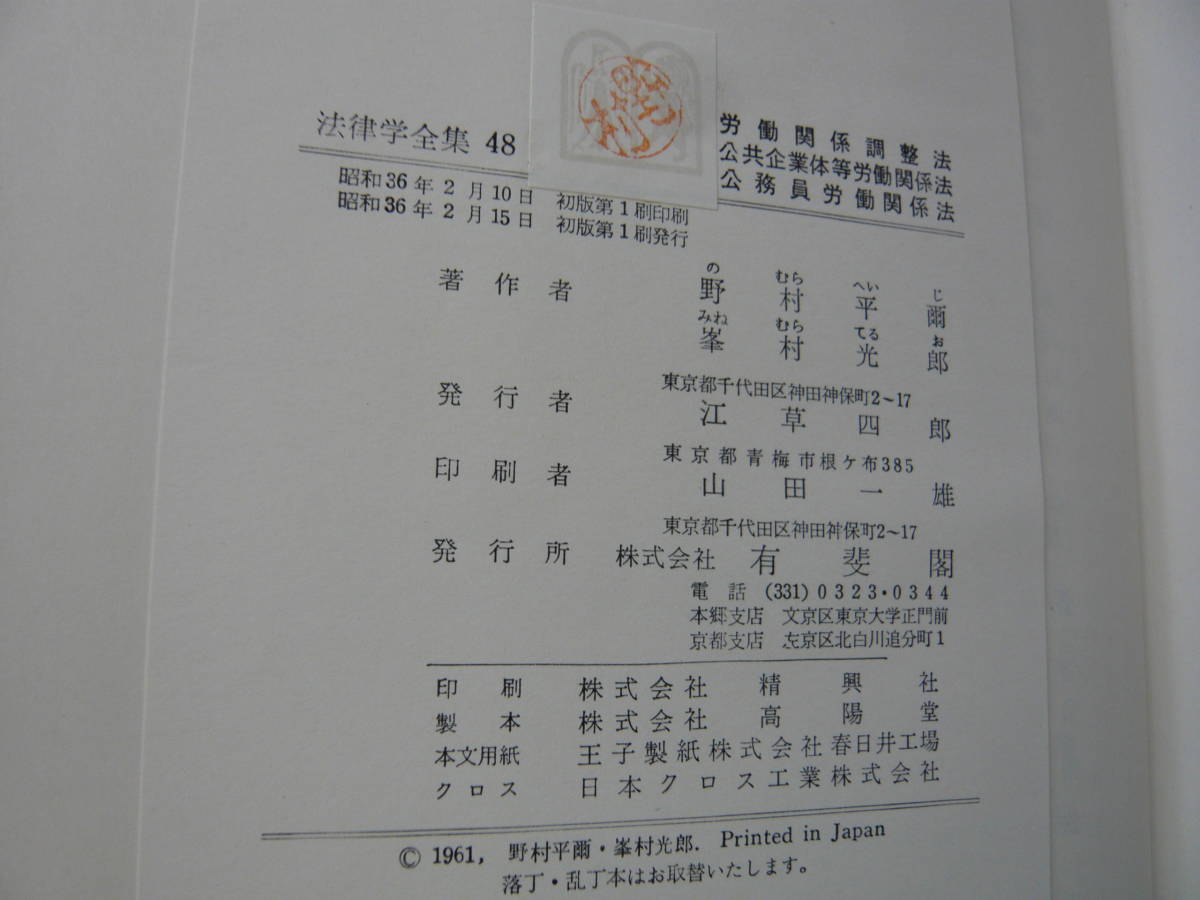 法律学全集 48
労働関係調整法
公共企業体等労働関係法
公務員労働関係法
昭和36年2月10日 初版第1刷印刷
昭和36年2月15日 初版第1刷発行
の むら へい じ
著作者 野村平爾
みね むら てる お
峯村光郎
東京都千代田区神田神保町2~17
発行者 江草四郎
東京都青梅市根ヶ布385
印刷者 山田一雄
東京都千代田区神田神保町2~17
発行所 株式会社 有斐閣
電話 (331) 0323・0344
本郷支店 文京区東京大学正門前
京都支店 左京区北白川追分町1
印刷 株式会社 精興社
製本 株式会社 高陽堂
本文用紙 王子製紙株式会社春日井工場
クロス 日本クロス工業株式会社
© 1961, 野村平爾・峯村光郎. Printed in Japan
落丁・乱丁本はお取替いたします。